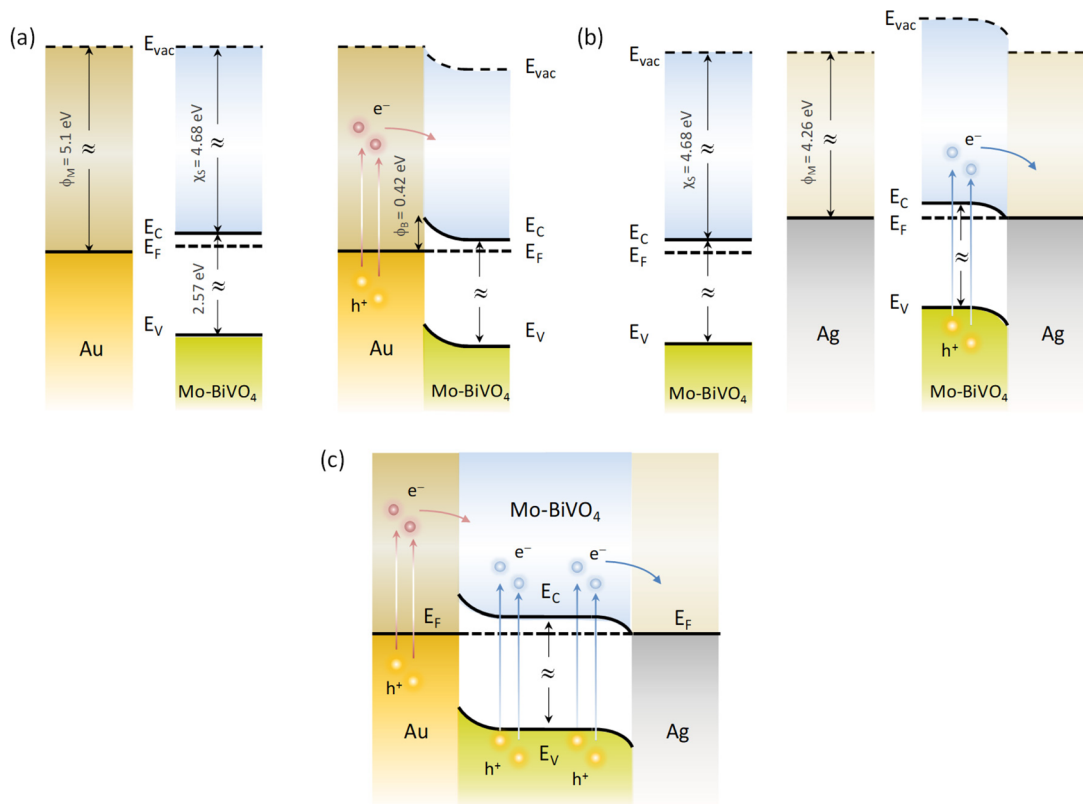 (a)
E_vac
ϕ_M = 5.1 eV
χ_S = 4.68 eV
E_C
E_F
2.57 eV
E_V
Au
Mo-BiVO₄
e⁻
E_vac
ϕ_B = 0.42 eV
E_C
E_F
h⁺
E_V
Au
Mo-BiVO₄
(b)
E_vac
χ_S = 4.68 eV
ϕ_M = 4.26 eV
E_C
E_F
E_V
Mo-BiVO₄
Ag
E_vac
e⁻
E_C
E_F
E_V
h⁺
Mo-BiVO₄
Ag
(c)
e⁻
Mo-BiVO₄
e⁻
e⁻
E_C
E_F
E_F
h⁺
Au
E_V
Ag
h⁺
h⁺